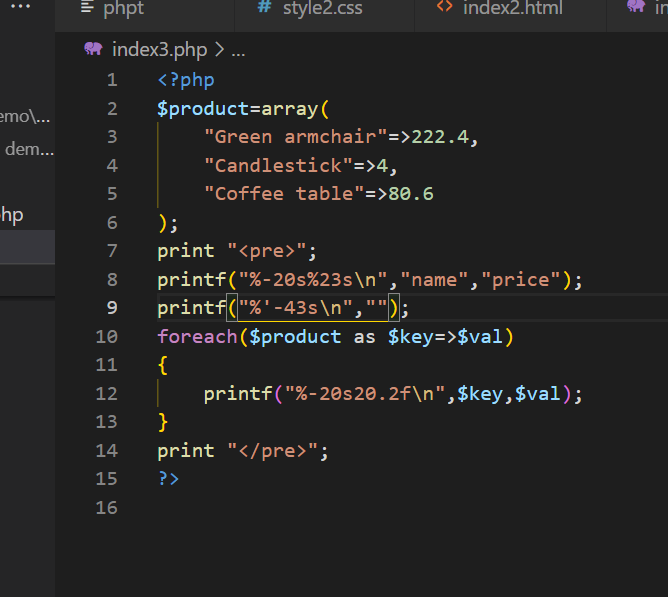 ...
phpt
# style2.css
<> index2.html
in
index3.php > ...
emo\...
dem...
hp
1 <?php
2 $product=array(
3     "Green armchair"=>222.4,
4     "Candlestick"=>4,
5     "Coffee table"=>80.6
6 );
7 print "<pre>";
8 printf("%-20s%23s\n","name","price");
9 printf("%'-43s\n","");
10 foreach($product as $key=>$val)
11 {
12     printf("%-20s20.2f\n",$key,$val);
13 }
14 print "</pre>";
15 ?>
16